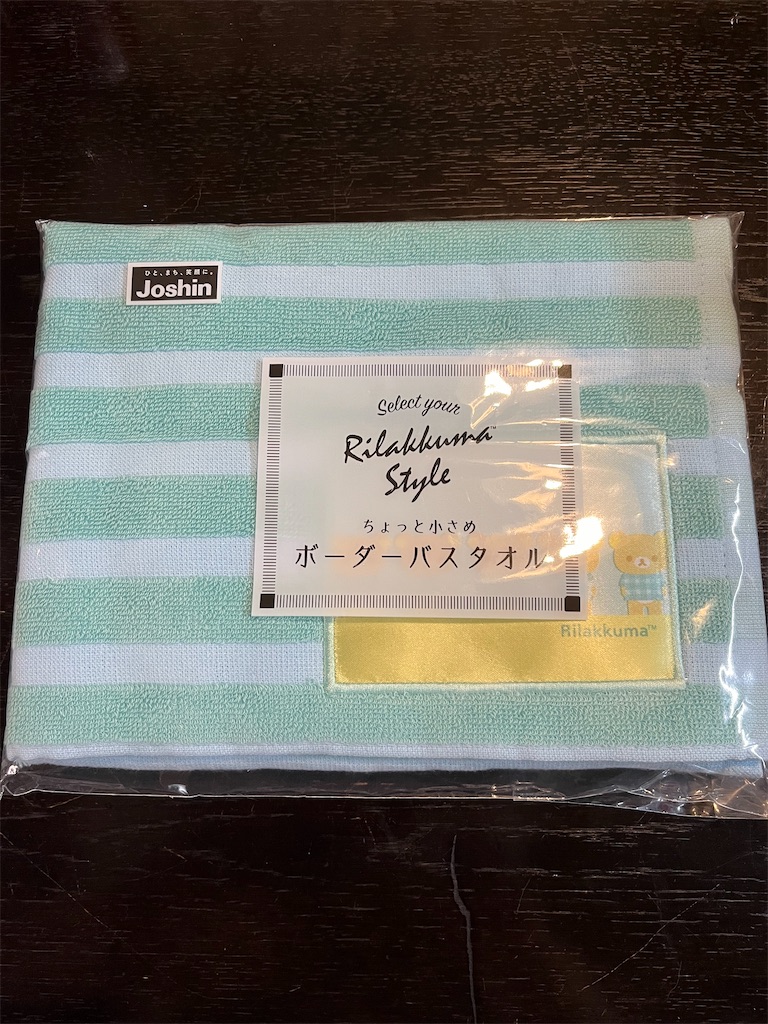 ひと、まち、笑顔に。
Joshin
Select your
Rilakkuma™
Style
ちょっと小さめ
ボーダーバスタオル
Rilakkuma™